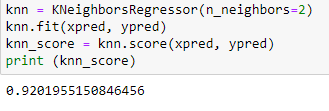 knn = KNeighborsRegressor(n_neighbors=2)
knn.fit(xpred, ypred)
knn_score = knn.score(xpred, ypred)
print (knn_score)
0.9201955150846456